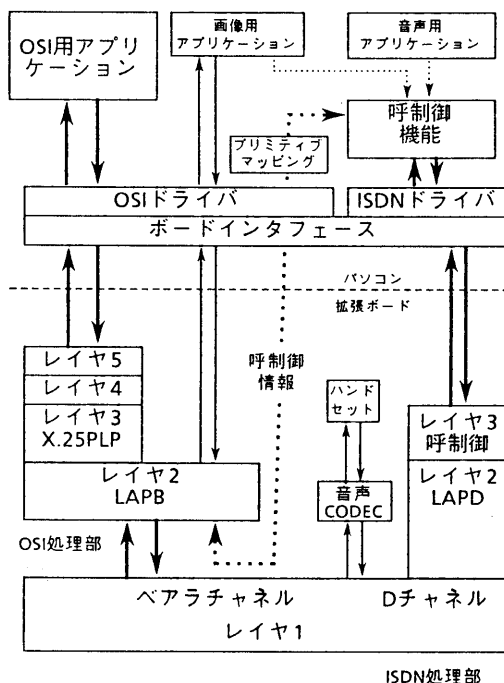 OSI用アプリ
ケーション
画像用
アプリケーション
音声用
アプリケーション
呼制御
機能
プリミティブ
マッピング
OSIドライバ
ISDNドライバ
ボードインタフェース
パソコン
拡張ボード
レイヤ5
レイヤ4
レイヤ3
X.25PLP
レイヤ2
LAPB
OSI処理部
呼制御
情報
ハンド
セット
音声
CODEC
レイヤ3
呼制御
レイヤ2
LAPD
ベアラチャネル
Dチャネル
レイヤ1
ISDN処理部